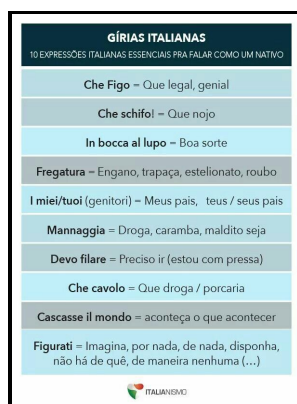 GÍRIAS ITALIANAS
10 EXPRESSÕES ITALIANAS ESSENCIAIS PRA FALAR COMO UM NATIVO
Che Figo = Que legal, genial
Che schifo! = Que nojo
In bocca al lupo = Boa sorte
Fregatura = Engano, trapaça, estelionato, roubo
I miei/tuoi (genitori) = Meus pais, teus / seus pais
Mannaggia = Droga, caramba, maldito seja
Devo filare = Preciso ir (estou com pressa)
Che cavolo = Que droga / porcaria
Cascasse il mondo = aconteça o que acontecer
Figurati = Imagina, por nada, de nada, disponha,
não há de quê, de maneira nenhuma (...)
ITALIANISMO